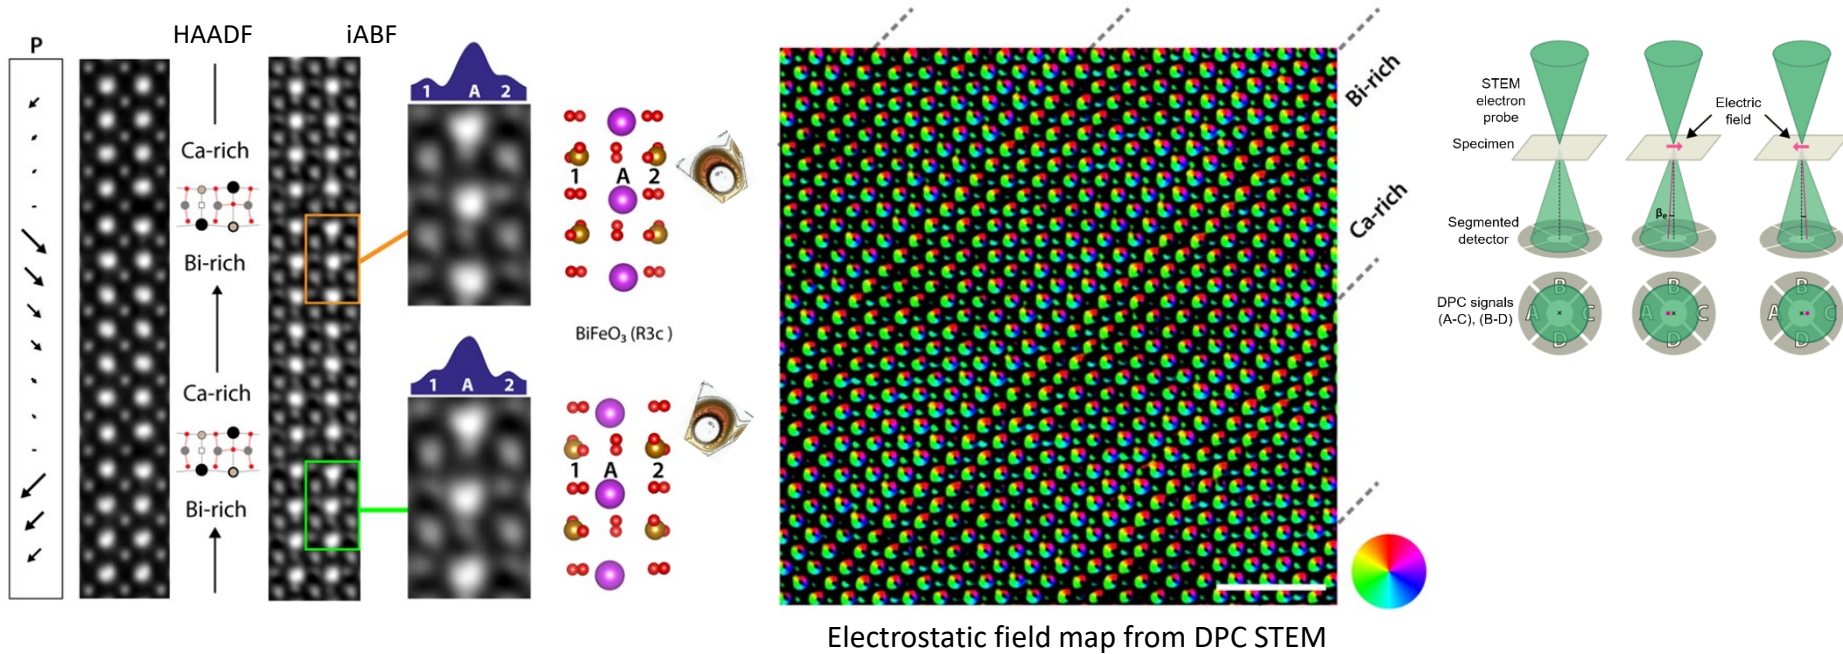 P
HAADF
iABF
Ca-rich
Bi-rich
Ca-rich
Bi-rich
1 A 2
1 A 2
1 A 2
BiFeO₃ (R3c)
1 A 2
Bi-rich
Ca-rich
Electrostatic field map from DPC STEM
STEM
electron
probe
Electric
field
Specimen
Segmented
detector
βe
DPC signals
(A-C), (B-D)
B
A C
D
B
A C
D
B
A C
D